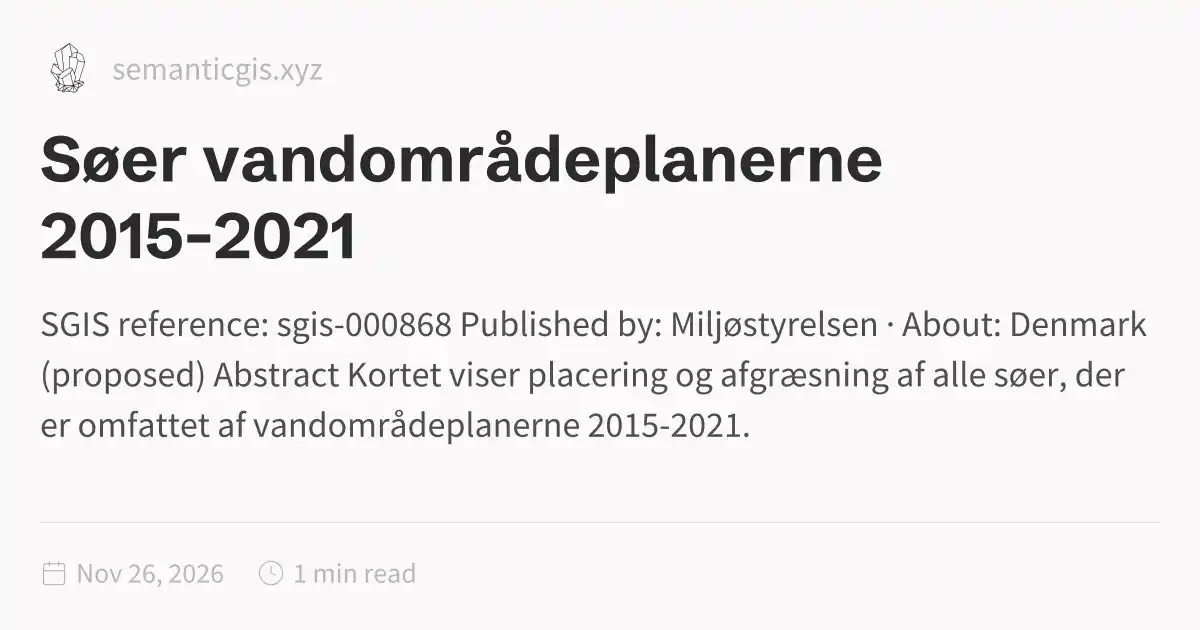 semanticgis.xyz
Søer vandområdeplanerne
2015-2021
SGIS reference: sgis-000868 Published by: Miljøstyrelsen · About: Denmark
(proposed) Abstract Kortet viser placering og afgræsning af alle søer, der
er omfattet af vandområdeplanerne 2015-2021.
Nov 26, 2026 1 min read